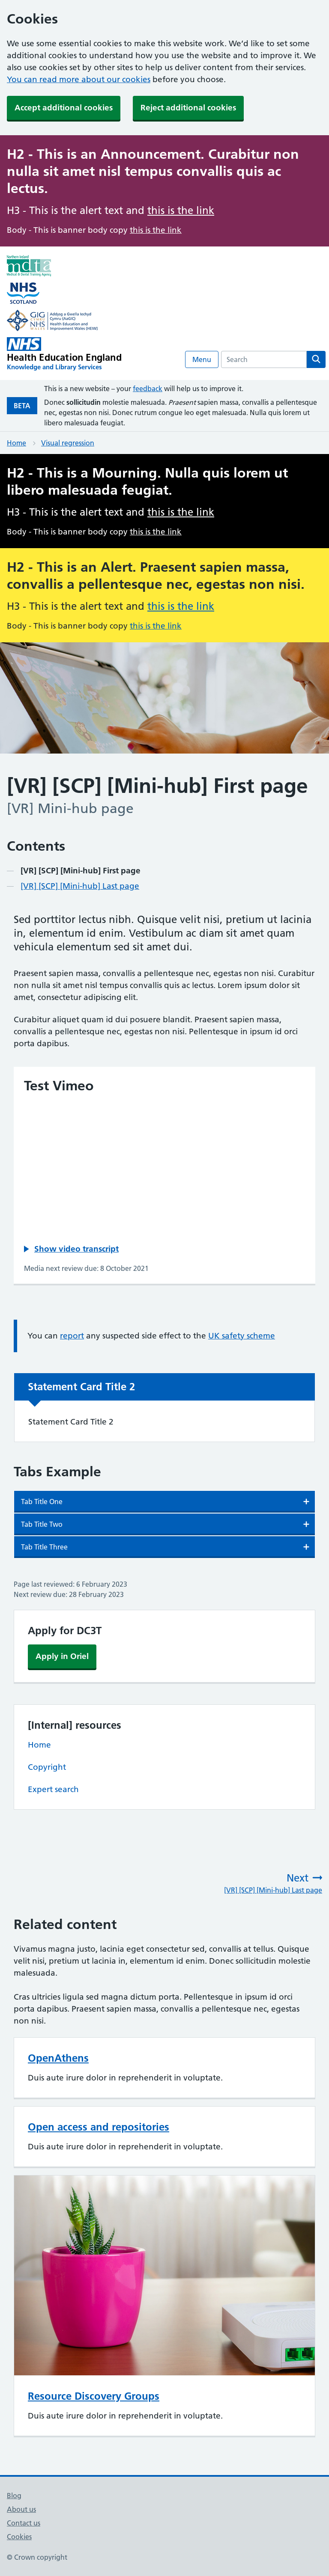 Cookies
We use some essential cookies to make this website work. We'd like to set some
additional cookies to understand how you use the website and to improve it. We
also use cookies set by other sites to help us deliver content from their services.
You can read more about our cookies before you choose.
Accept additional cookies
Reject additional cookies
H2 - This is an Announcement. Curabitur non
nulla sit amet nisl tempus convallis quis ac
lectus.
H3 - This is the alert text and this is the link
Body - This is banner body copy this is the link
NHS
SCOTLAND
GIG
CYMRU
NHS
WALES
Addysg a Gwella Iechyd
Cymru (AaGIC)
Health Education and
Improvement Wales (HEIW)
NHS
Health Education England
Knowledge and Library Services
Menu
Search
This is a new website – your feedback will help us to improve it.
BETA
Donec sollicitudin molestie malesuada. Praesent sapien massa, convallis a pellentesque
nec, egestas non nisi. Donec rutrum congue leo eget malesuada. Nulla quis lorem ut
libero malesuada feugiat.
Home
Visual regression
H2 - This is a Mourning. Nulla quis lorem ut
libero malesuada feugiat.
H3 - This is the alert text and this is the link
Body - This is banner body copy this is the link
H2 - This is an Alert. Praesent sapien massa,
convallis a pellentesque nec, egestas non nisi.
H3 - This is the alert text and this is the link
Body - This is banner body copy this is the link
[VR] [SCP] [Mini-hub] First page
[VR] Mini-hub page
Contents
[VR] [SCP] [Mini-hub] First page
[VR] [SCP] [Mini-hub] Last page
Sed porttitor lectus nibh. Quisque velit nisi, pretium ut lacinia
in, elementum id enim. Vestibulum ac diam sit amet quam
vehicula elementum sed sit amet dui.
Praesent sapien massa, convallis a pellentesque nec, egestas non nisi. Curabitur
non nulla sit amet nisl tempus convallis quis ac lectus. Lorem ipsum dolor sit
amet, consectetur adipiscing elit.
Curabitur aliquet quam id dui posuere blandit. Praesent sapien massa,
convallis a pellentesque nec, egestas non nisi. Pellentesque in ipsum id orci
porta dapibus.
Test Vimeo
Show video transcript
Media next review due: 8 October 2021
You can report any suspected side effect to the UK safety scheme
Statement Card Title 2
Statement Card Title 2
Tabs Example
Tab Title One
Tab Title Two
Tab Title Three
Page last reviewed: 6 February 2023
Next review due: 28 February 2023
Apply for DC3T
Apply in Oriel
[Internal] resources
Home
Copyright
Expert search
Next
[VR] [SCP] [Mini-hub] Last page
Related content
Vivamus magna justo, lacinia eget consectetur sed, convallis at tellus. Quisque
velit nisi, pretium ut lacinia in, elementum id enim. Donec sollicitudin molestie
malesuada.
Cras ultricies ligula sed magna dictum porta. Pellentesque in ipsum id orci
porta dapibus. Praesent sapien massa, convallis a pellentesque nec, egestas
non nisi.
OpenAthens
Duis aute irure dolor in reprehenderit in voluptate.
Open access and repositories
Duis aute irure dolor in reprehenderit in voluptate.
Resource Discovery Groups
Duis aute irure dolor in reprehenderit in voluptate.
Blog
About us
Contact us
Cookies
© Crown copyright